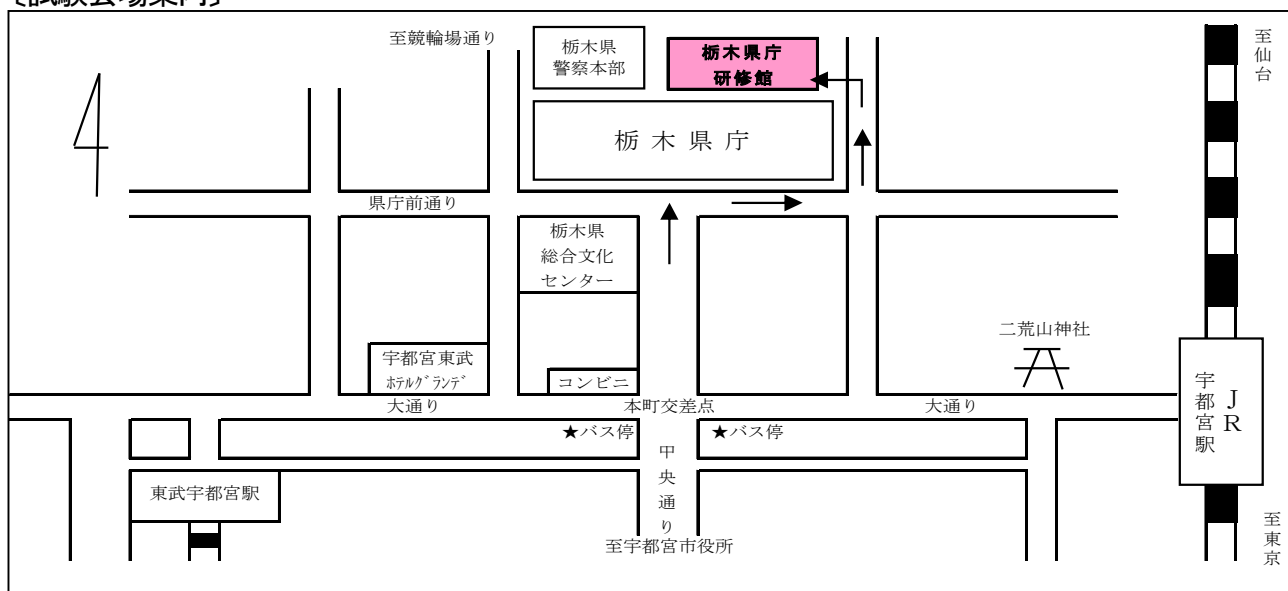 至競輪場通り
栃木県
警察本部
栃木県庁
研修館
至仙台
栃木県庁
県庁前通り
栃木県
総合文化
センター
二荒山神社
宇都宮東武
ﾎﾃﾙｸﾞﾗﾝﾃﾞ
コンビニ
大通り
本町交差点
大通り
JR
宇都宮駅
★バス停
★バス停
中央通り
東武宇都宮駅
至宇都宮市役所
至東京